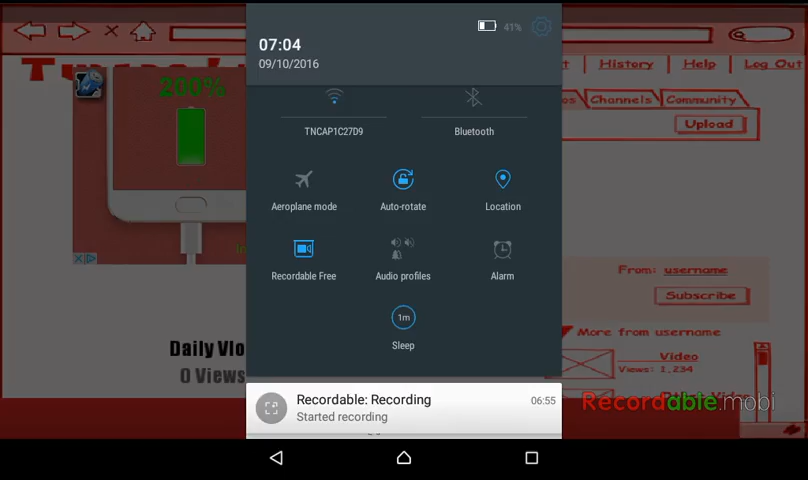 07:04
09/10/2016
41%
200%
History
Help
Log Out
Channels
Community
Upload
TNCAP1C27D9
Bluetooth
Aeroplane mode
Auto-rotate
Location
Recordable Free
Audio profiles
Alarm
1m
Sleep
From: username
Subscribe
More from username
Video
Views: 1,234
Daily Vlo
0 Views
Recordable: Recording
06:55
Started recording
Recordable.mobi